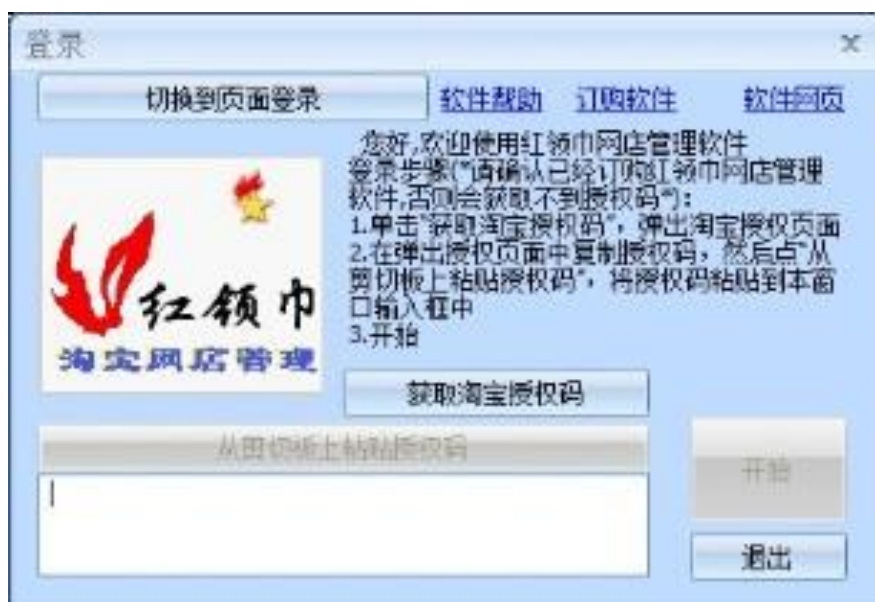 登录
切换到页面登录 软件帮助 订购软件 软件网页
您好,欢迎使用红领巾网店管理软件
登录步骤(*请确认已经订购红领巾网店管理
软件,否则会获取不到授权码*):
1.单击"获取淘宝授权码"，弹出淘宝授权页面
2.在弹出授权页面中复制授权码，然后点"从
剪切板上粘贴授权码"，将授权码粘贴到本窗
口输入框中
3.开始
红领巾
淘宝网店管理
获取淘宝授权码
从剪切板上粘贴授权码
开始
退出